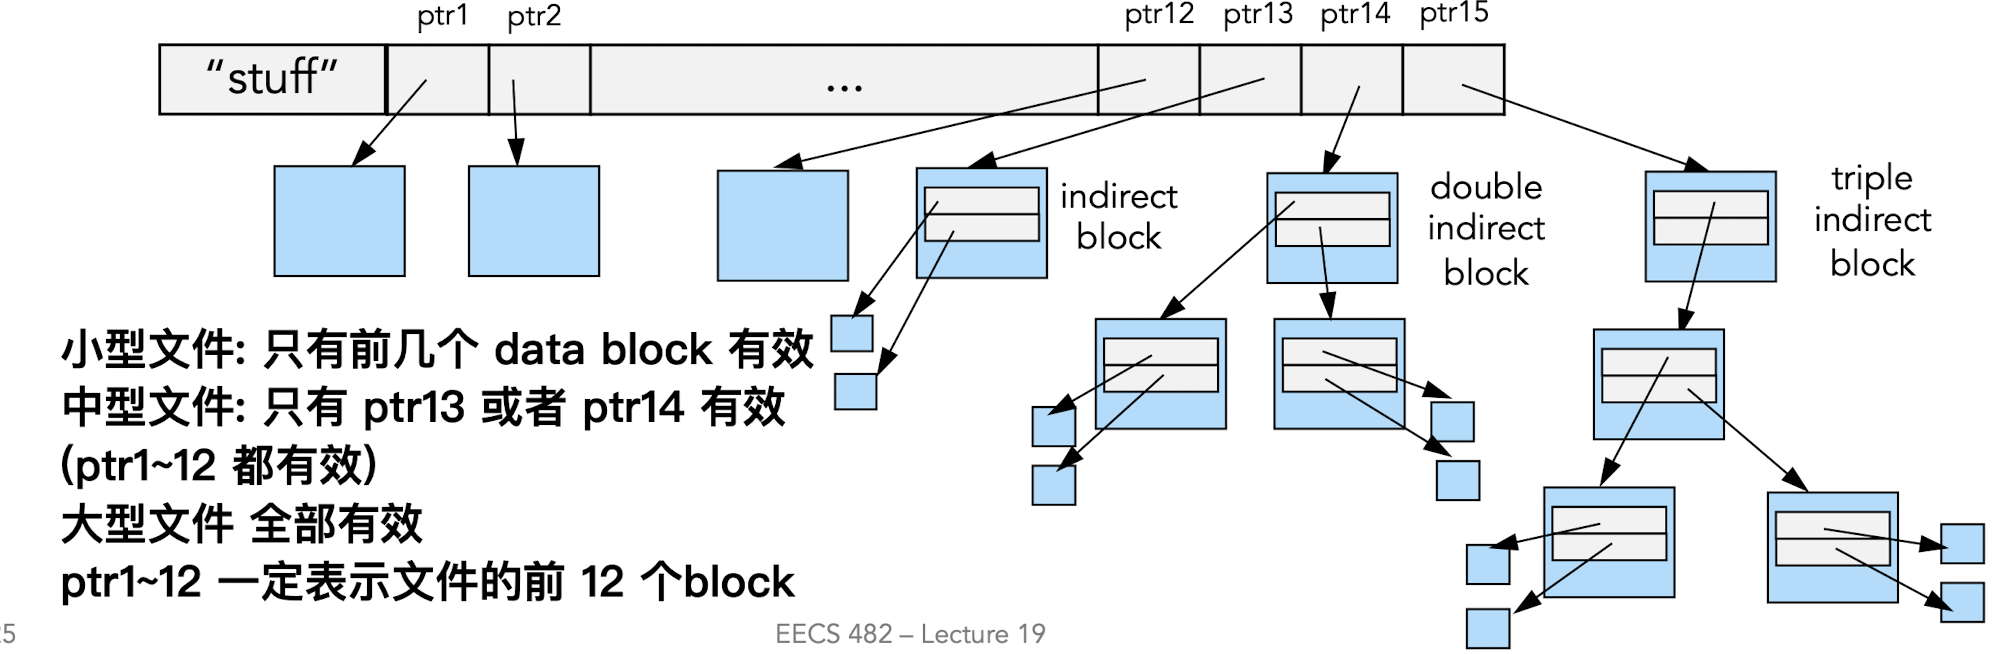 ptr1 ptr2 ptr12 ptr13 ptr14 ptr15
“stuff” ...
indirect
block
double
indirect
block
triple
indirect
block
小型文件: 只有前几个 data block 有效
中型文件: 只有 ptr13 或者 ptr14 有效
(ptr1~12 都有效)
大型文件 全部有效
ptr1~12 一定表示文件的前 12 个block
25 EECS 482 – Lecture 19